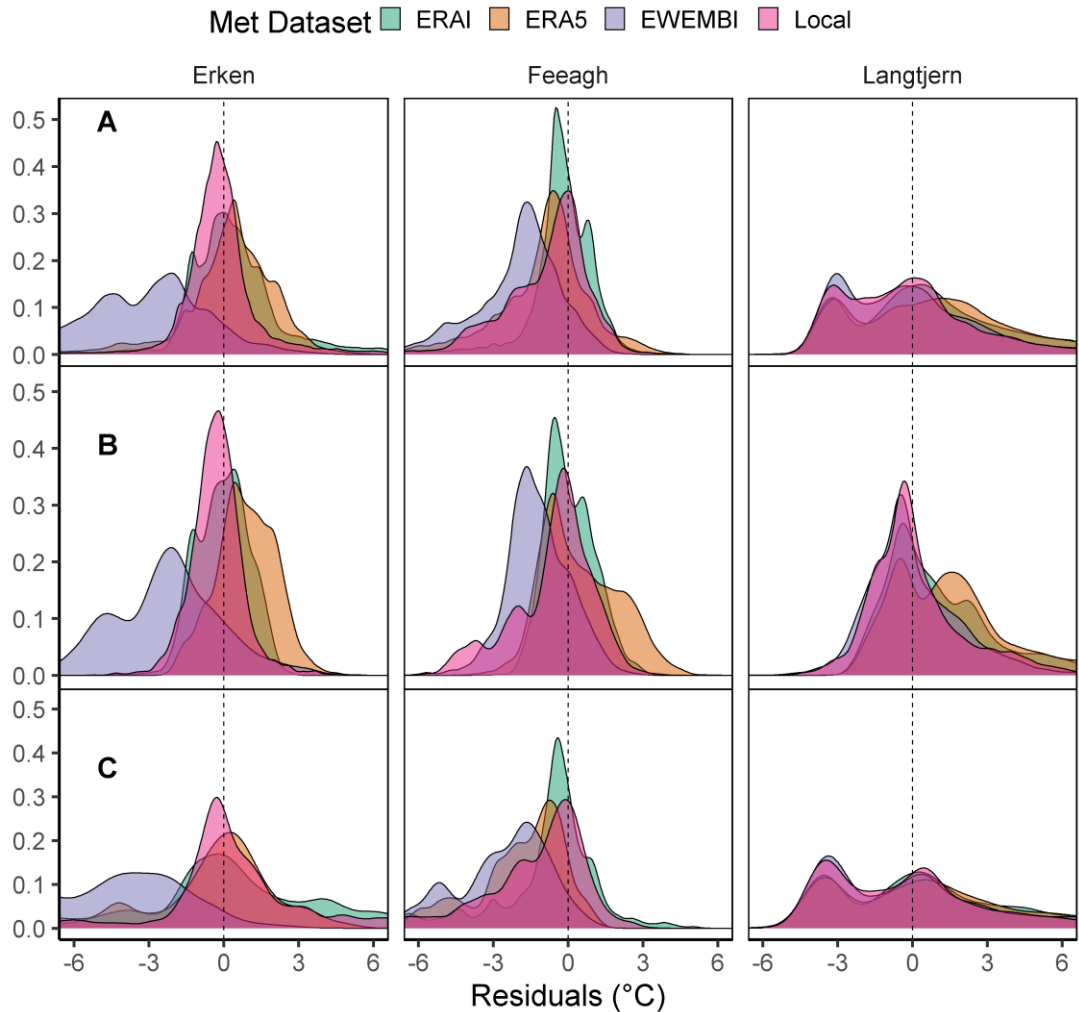 Met Dataset ERAI ERA5 EWEMBI Local
Erken Feeagh Langtjern
A
0.5
0.4
0.3
0.2
0.1
0.0
B
0.5
0.4
0.3
0.2
0.1
0.0
C
0.5
0.4
0.3
0.2
0.1
0.0
-6 -3 0 3 6 -6 -3 0 3 6 -6 -3 0 3 6
Residuals (°C)